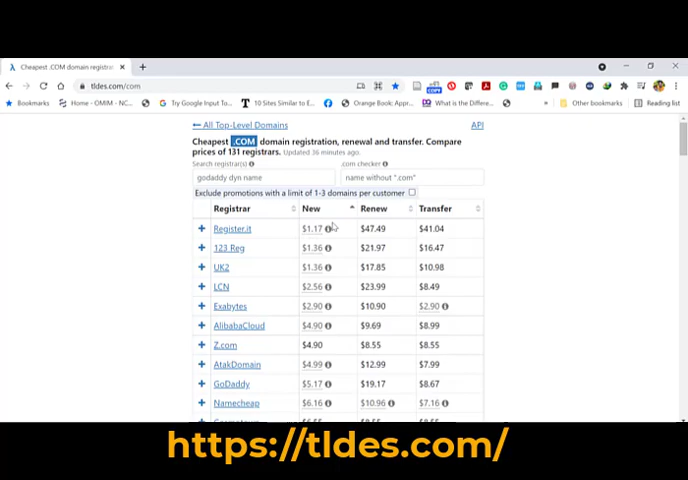 Cheapest .COM domain registra
tldes.com/com
Bookmarks
Home - OMIM - NC...
Try Google Input To...
10 Sites Similar to E...
Orange Book: Appr...
What is the Differe...
Other bookmarks
Reading list
← All Top-Level Domains
API
Cheapest .COM domain registration, renewal and transfer. Compare
prices of 131 registrars. Updated 36 minutes ago.
Search registrar(s)
.com checker
godaddy dyn name
name without ".com"
Exclude promotions with a limit of 1-3 domains per customer
Registrar New Renew Transfer
+ Register.it $1.17 $47.49 $41.04
+ 123 Reg $1.36 $21.97 $16.47
+ UK2 $1.36 $17.85 $10.98
+ LCN $2.56 $23.99 $8.49
+ Exabytes $2.90 $10.90 $2.90
+ AlibabaCloud $4.90 $9.69 $8.99
+ Z.com $4.90 $8.55 $8.55
+ AtakDomain $4.99 $12.99 $7.99
+ GoDaddy $5.17 $19.17 $8.67
+ Namecheap $6.16 $10.96 $7.16
https://tldes.com/